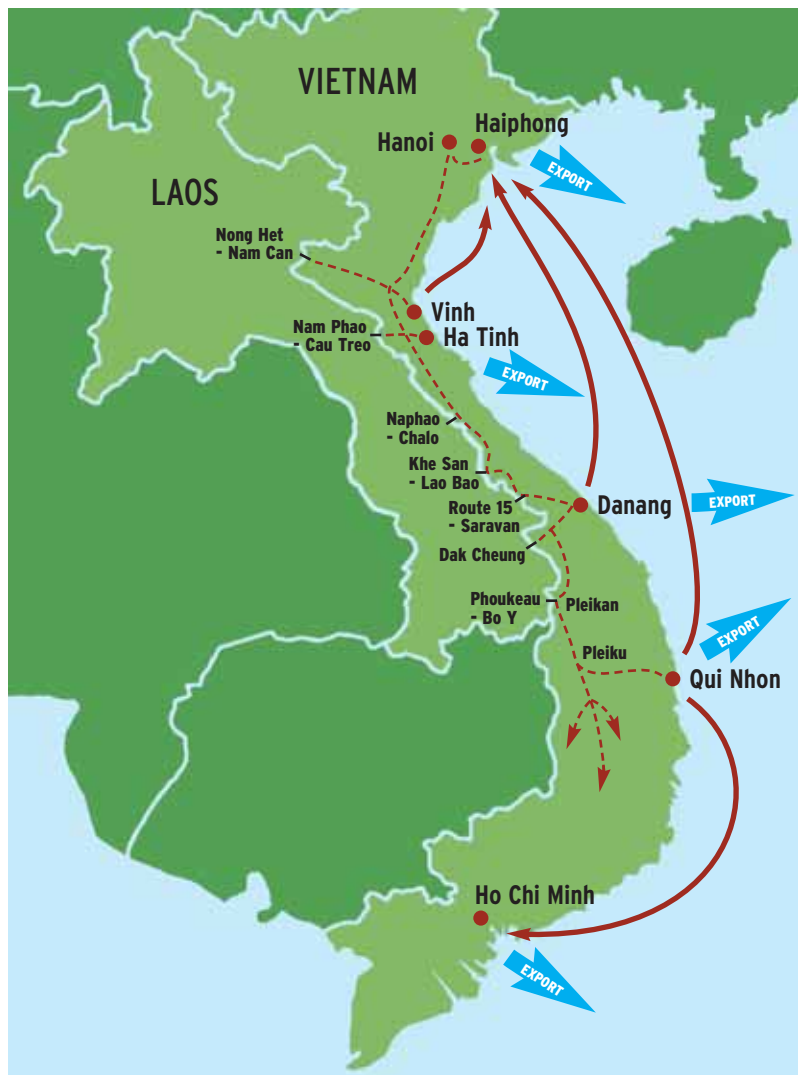 VIETNAM
Haiphong
Hanoi
EXPORT
LAOS
Nong Het
- Nam Can
Vinh
Nam Phao
- Cau Treo
Ha Tinh
EXPORT
Naphao
- Chalo
Khe San
- Lao Bao
Route 15
- Saravan
Danang
EXPORT
Dak Cheung
Phoukeau
- Bo Y
Pleikan
EXPORT
Pleiku
Qui Nhon
Ho Chi Minh
EXPORT